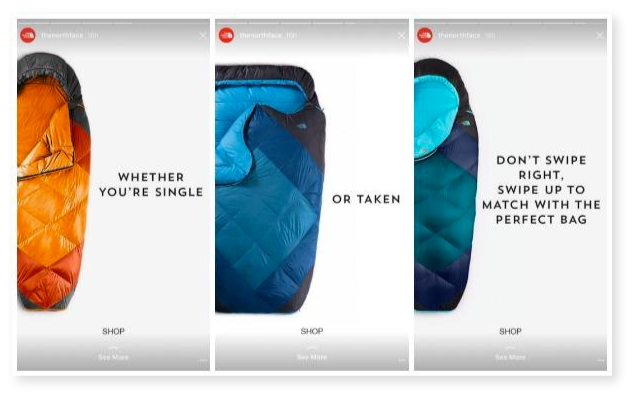 thenorthface 16h
WHETHER
YOU'RE SINGLE
SHOP
See More
thenorthface 16h
OR TAKEN
SHOP
See More
thenorthface 16h
DON'T SWIPE
RIGHT,
SWIPE UP TO
MATCH WITH THE
PERFECT BAG
SHOP
See More